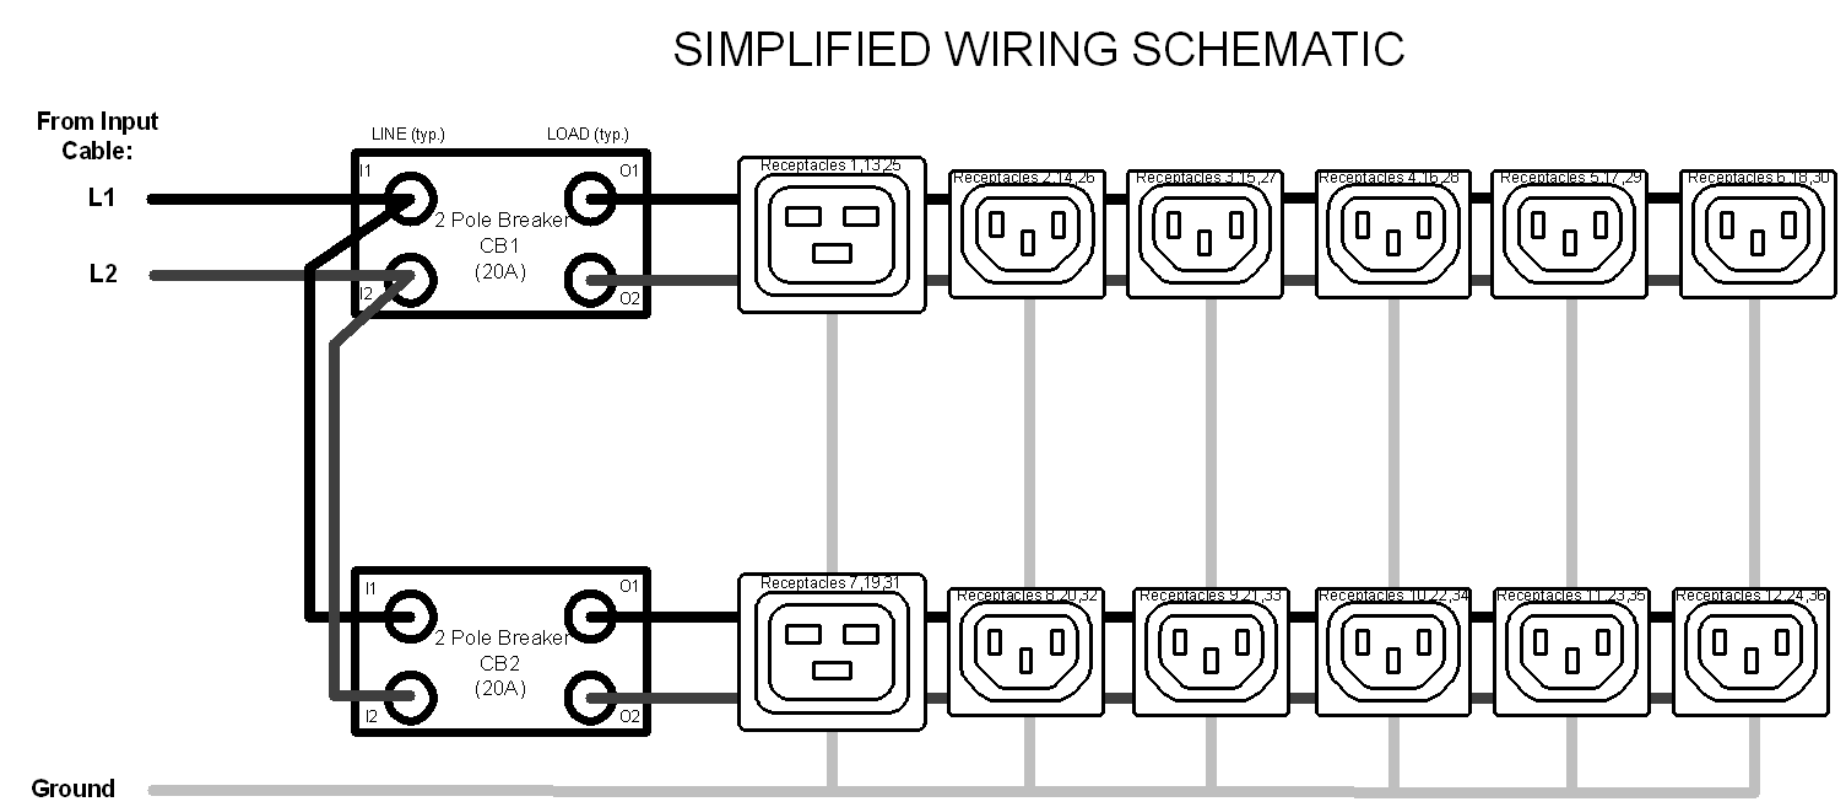 SIMPLIFIED WIRING SCHEMATIC
From Input
Cable:
LINE (typ.)
LOAD (typ.)
L1
L2
I1
O1
2 Pole Breaker
CB1
(20A)
I2
O2
Receptacles 1,13,25
Receptacles 2,14,26
Receptacles 3,15,27
Receptacles 4,16,28
Receptacles 5,17,29
Receptacles 6,18,30
I1
O1
2 Pole Breaker
CB2
(20A)
I2
O2
Receptacles 7,19,31
Receptacles 8,20,32
Receptacles 9,21,33
Receptacles 10,22,34
Receptacles 11,23,35
Receptacles 12,24,36
Ground